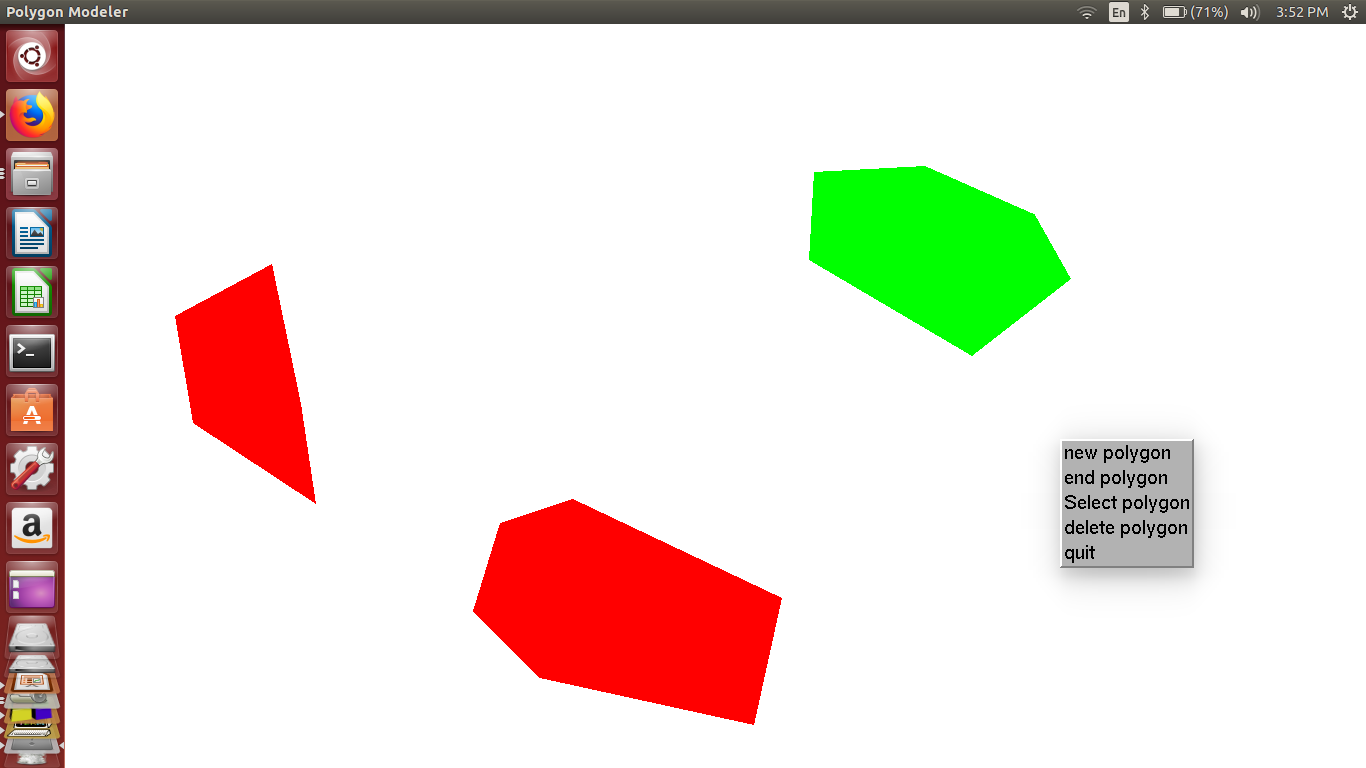 Polygon Modeler
En (71%) 3:52 PM
new polygon
end polygon
Select polygon
delete polygon
quit